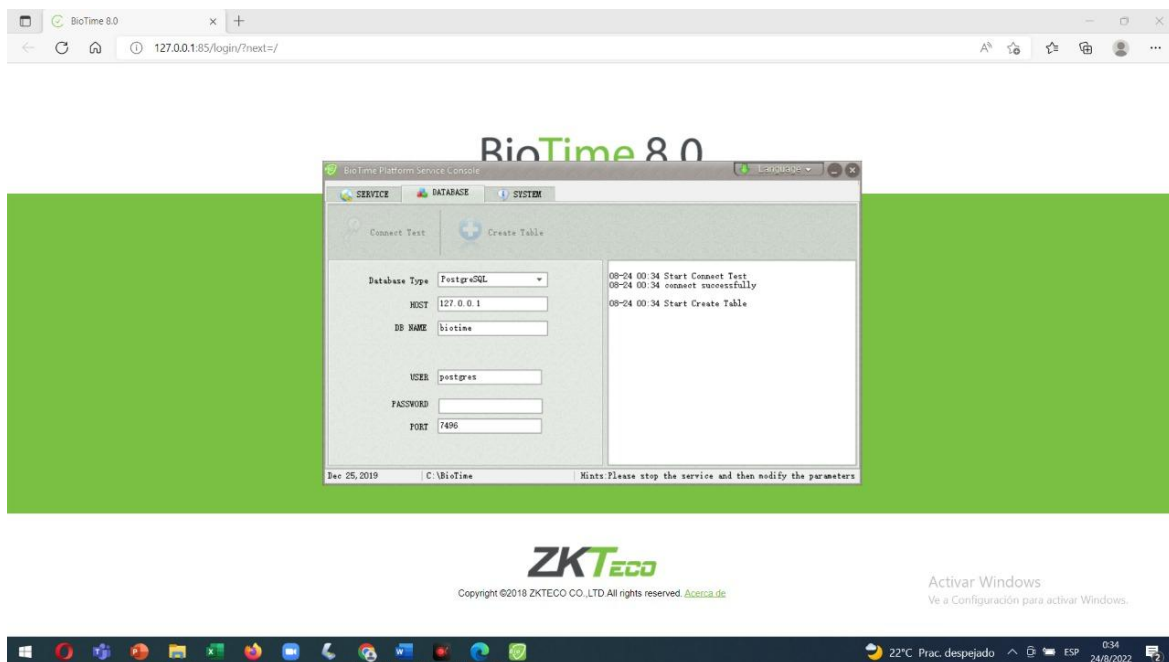 BioTime 8.0
127.0.0.1:85/login/?next=/
BioTime 8.0
BioTime Platform Service Console
Language
SERVICE DATABASE SYSTEM
Connect Test Create Table
Database Type PostgreSQL
HOST 127.0.0.1
DB NAME biotime
USER postgres
PASSWORD
PORT 7496
08-24 00:34 Start Connect Test
08-24 00:34 connect successfully
08-24 00:34 Start Create Table
Dec 25, 2019 C:\BioTime Hints:Please stop the service and then modify the parameters
ZKTECO
Copyright ©2018 ZKTECO CO.,LTD.All rights reserved. Acerca de
Activar Windows
Ve a Configuración para activar Windows.
22°C Prac. despejado ESP 0:34
24/8/2022